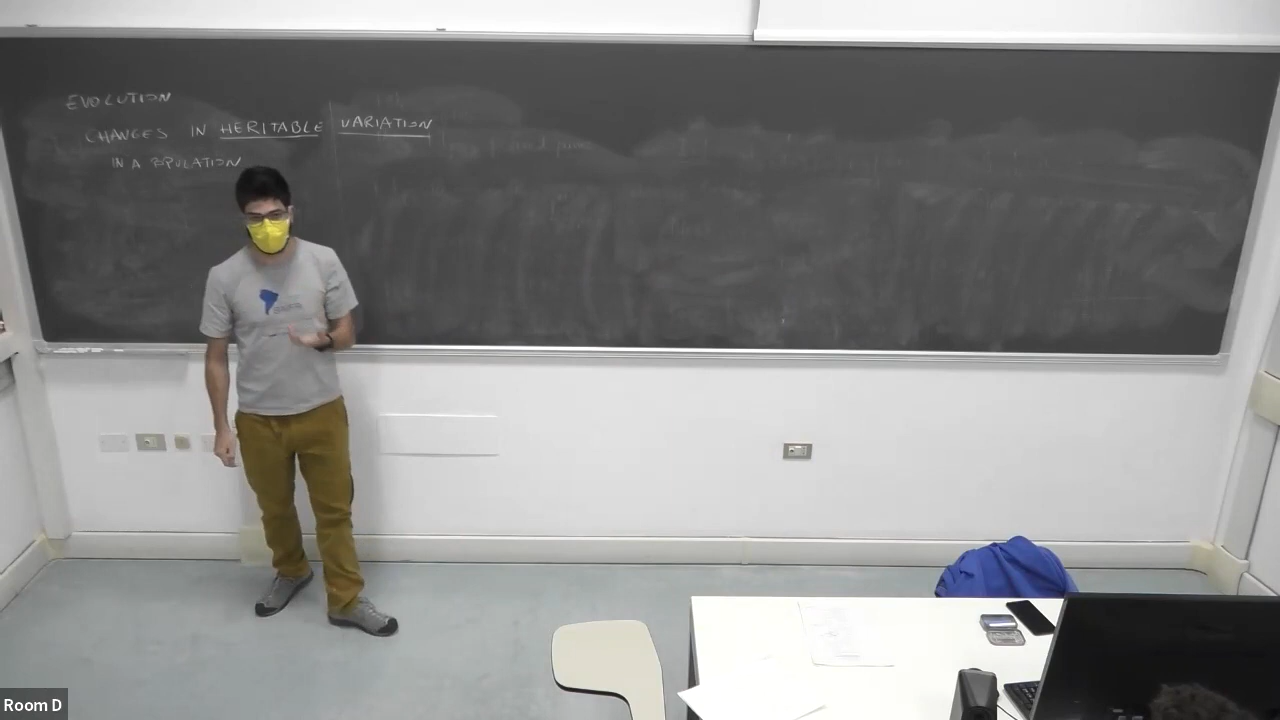 EVOLUTION
CHANGES IN HERITABLE VARIATION
IN A POPULATION
Room D